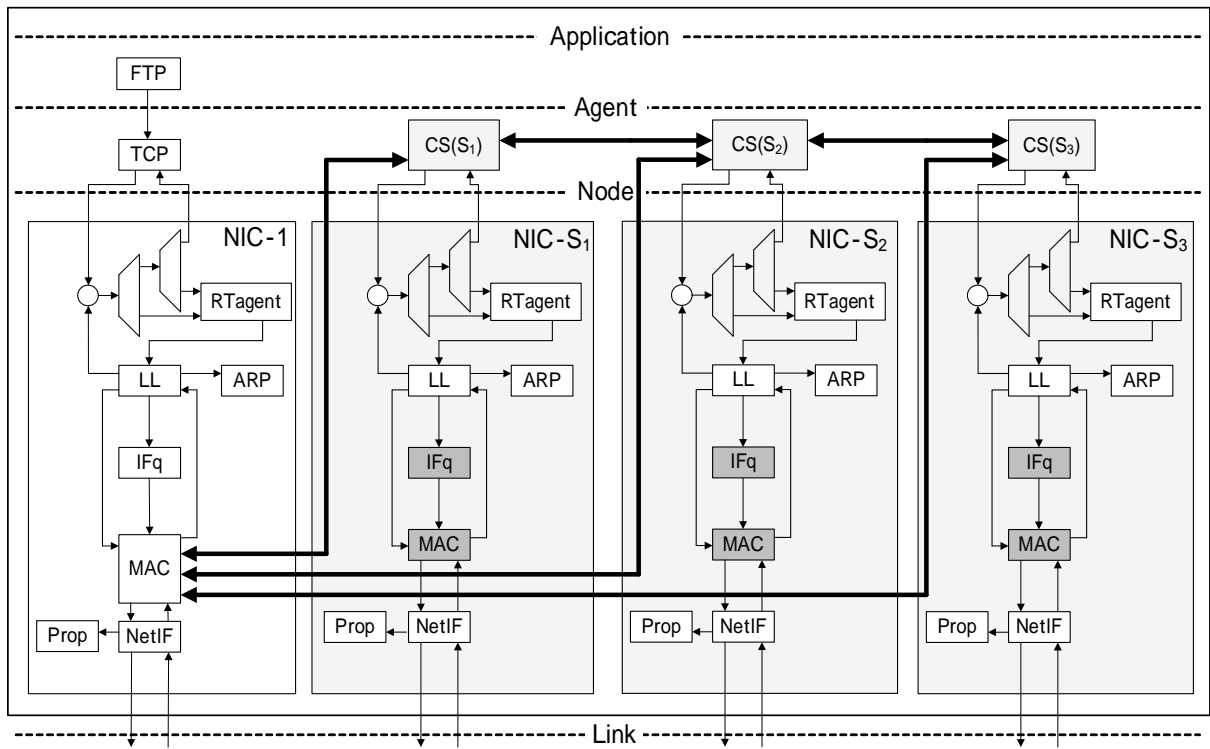 Application
FTP
Agent
TCP
CS(S₁)
CS(S₂)
CS(S₃)
Node
NIC-1
NIC-S₁
NIC-S₂
NIC-S₃
RTagent
RTagent
RTagent
RTagent
LL
ARP
LL
ARP
LL
ARP
LL
ARP
IFq
IFq
IFq
IFq
MAC
MAC
MAC
MAC
Prop
NetIF
Prop
NetIF
Prop
NetIF
Prop
NetIF
Link